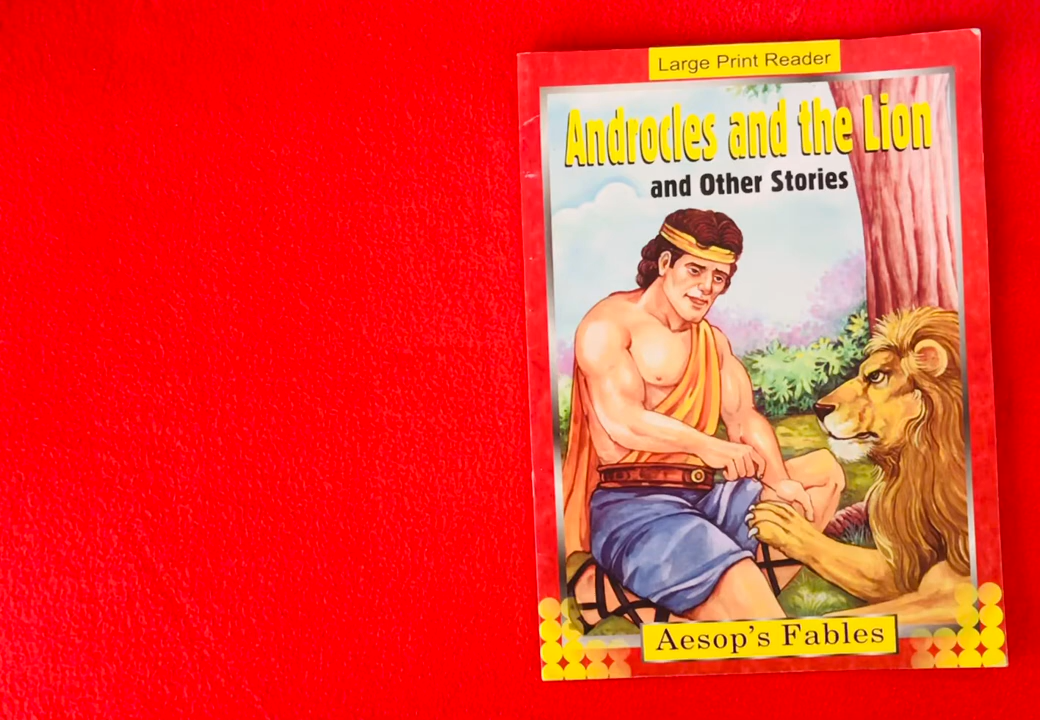 Large Print Reader
Androcles and the Lion
and Other Stories
Aesop's Fables